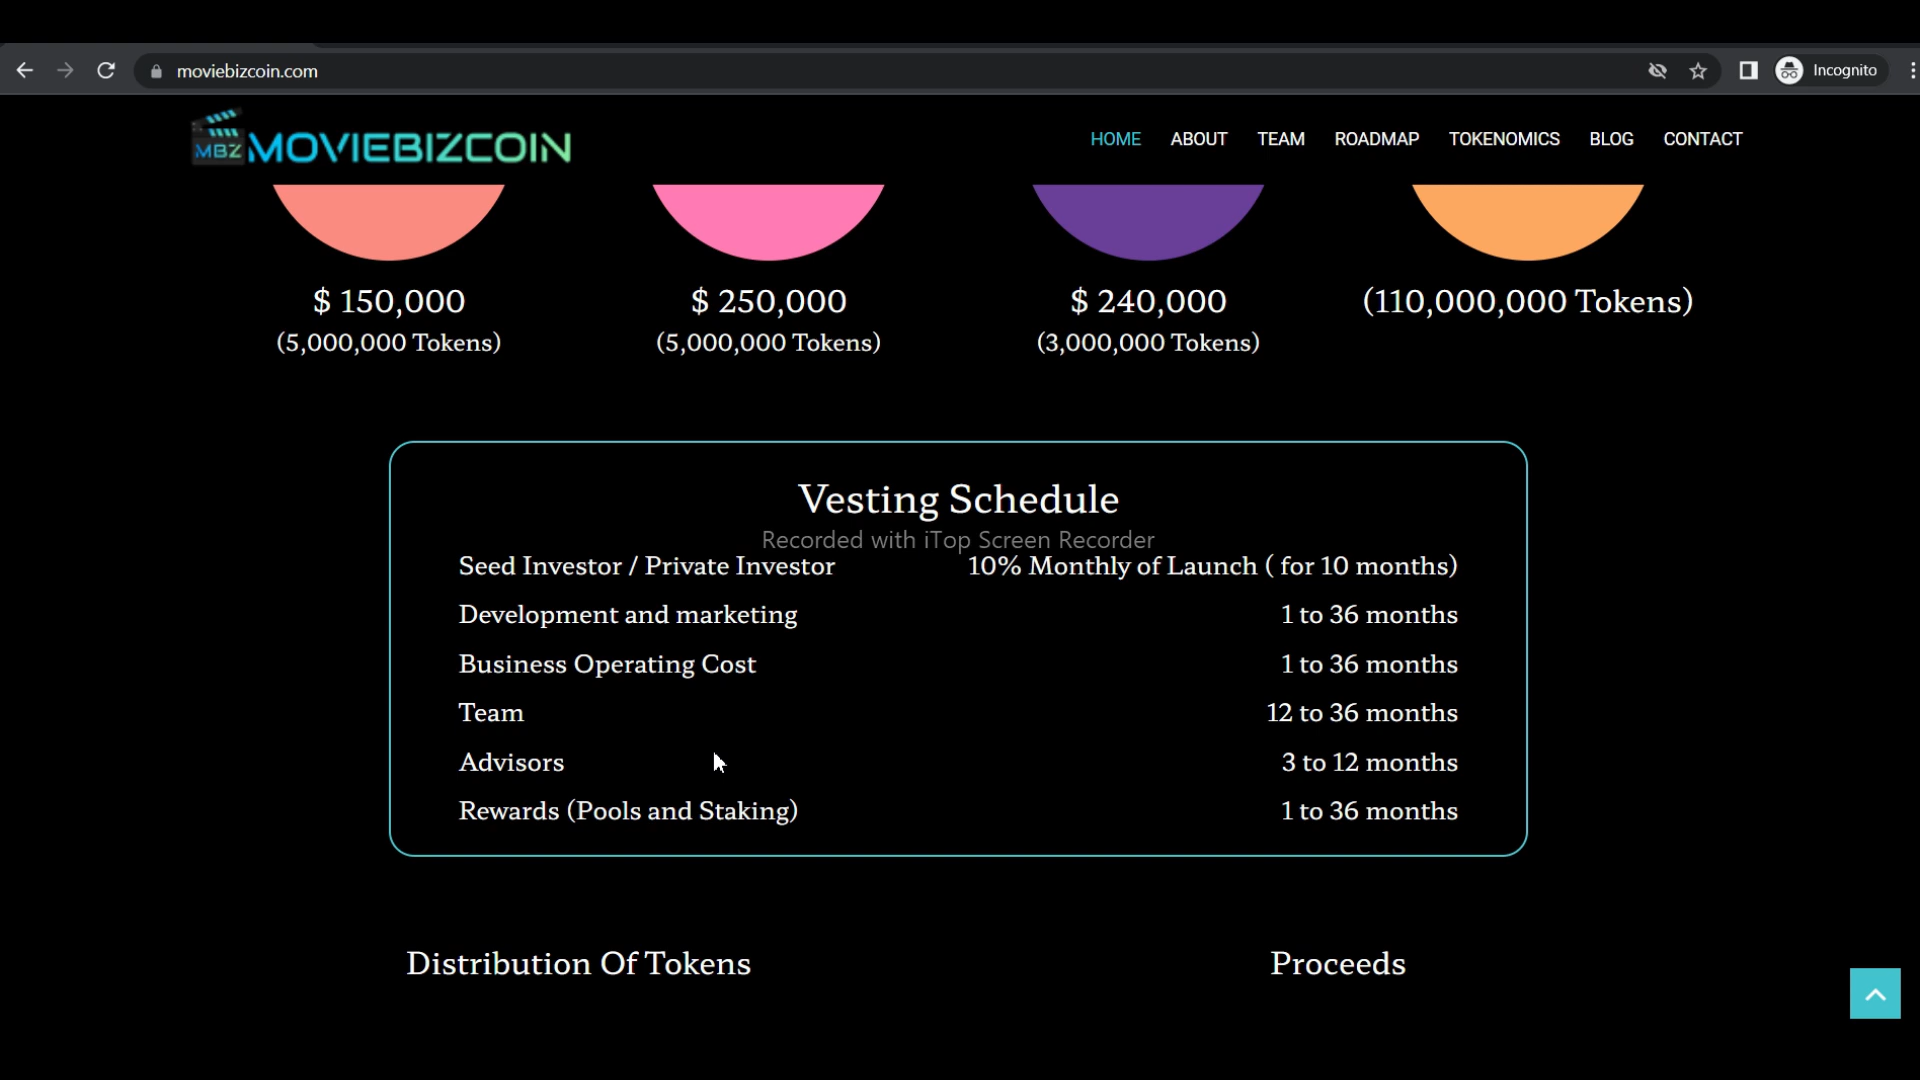 moviebizcoin.com
Incognito
MBZ MOVIEBIZCOIN
HOME ABOUT TEAM ROADMAP TOKENOMICS BLOG CONTACT
$ 150,000 $ 250,000 $ 240,000 (110,000,000 Tokens)
(5,000,000 Tokens) (5,000,000 Tokens) (3,000,000 Tokens)
Vesting Schedule
Recorded with iTop Screen Recorder
Seed Investor / Private Investor 10% Monthly of Launch ( for 10 months)
Development and marketing 1 to 36 months
Business Operating Cost 1 to 36 months
Team 12 to 36 months
Advisors 3 to 12 months
Rewards (Pools and Staking) 1 to 36 months
Distribution Of Tokens Proceeds